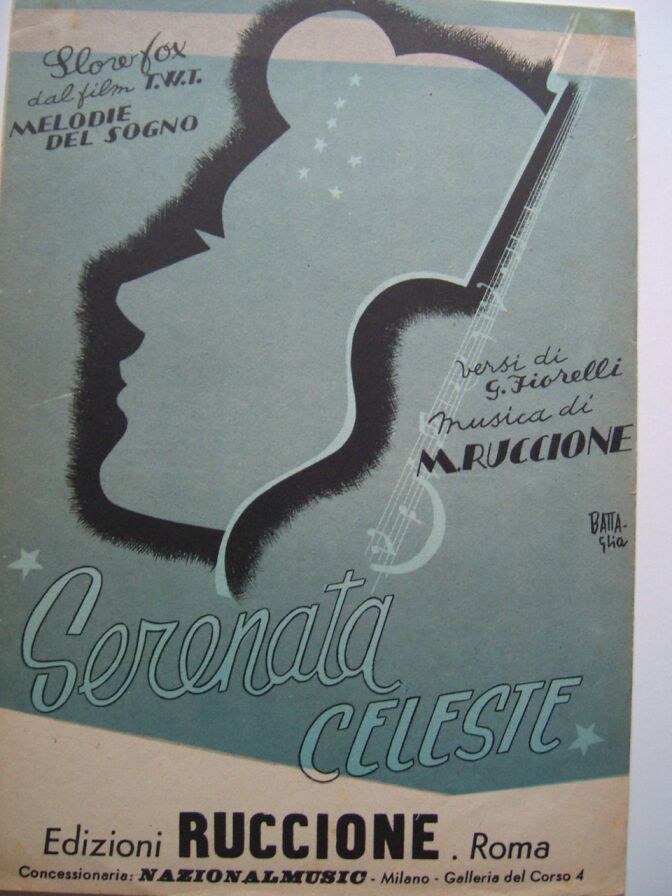 Slow fox
dal film T.W.T.
MELODIE
DEL SOGNO
versi di
G. Fiorelli
musica di
M. RUCCIONE
BATTA-
glia
Serenata
CELESTE
Edizioni RUCCIONE . Roma
Concessionaria: NAZIONALMUSIC - Milano - Galleria del Corso 4